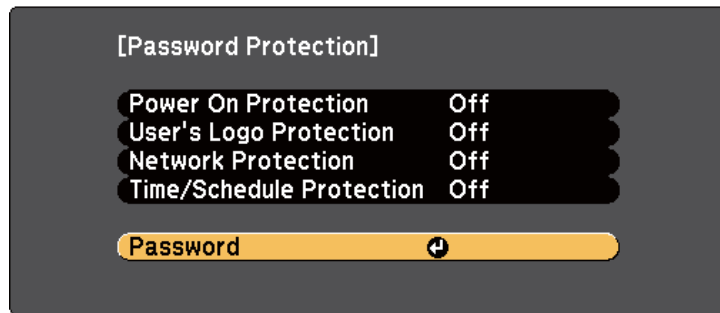 [Password Protection]
Power On Protection Off
User's Logo Protection Off
Network Protection Off
Time/Schedule Protection Off
Password